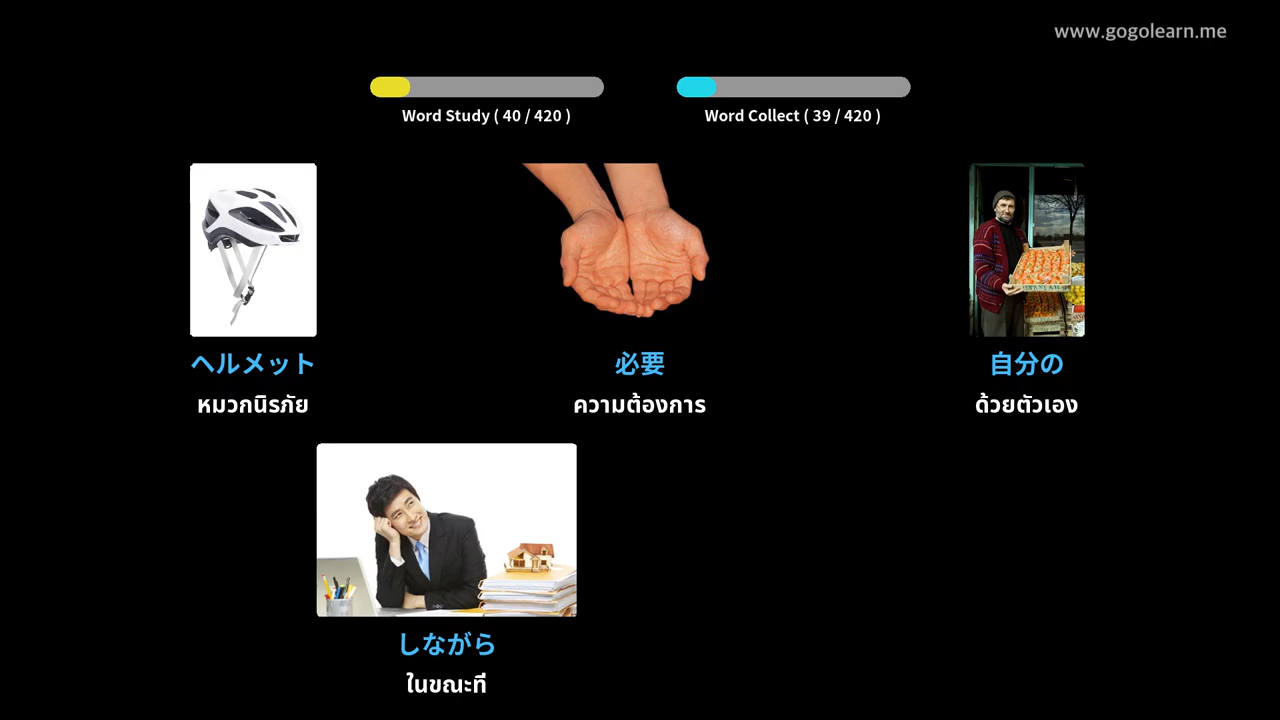 www.gogolearn.me
Word Study ( 40 / 420 )
Word Collect ( 39 / 420 )
ヘルメット
必要
自分の
หมวกนิรภัย
ความต้องการ
ด้วยตัวเอง
しながら
ในขณะที่